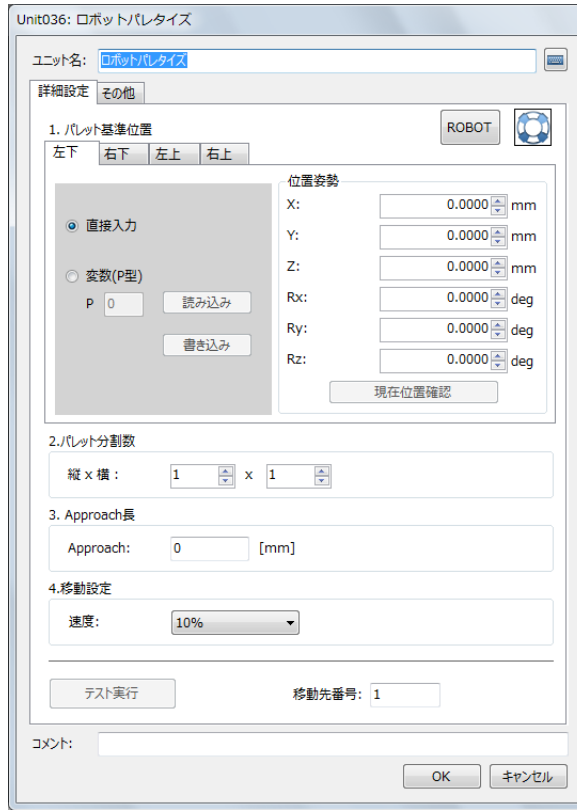 Unit036: ロボットパレタイズ
ユニット名: ロボットパレタイズ
詳細設定 その他
1. パレット基準位置
ROBOT
左下 右下 左上 右上
直接入力
変数(P型)
P 0 読み込み
書き込み
位置姿勢
X: 0.0000 mm
Y: 0.0000 mm
Z: 0.0000 mm
Rx: 0.0000 deg
Ry: 0.0000 deg
Rz: 0.0000 deg
現在位置確認
2.パレット分割数
縦 x 横 : 1 x 1
3. Approach長
Approach: 0 [mm]
4.移動設定
速度: 10%
テスト実行 移動先番号: 1
コメント:
OK キャンセル